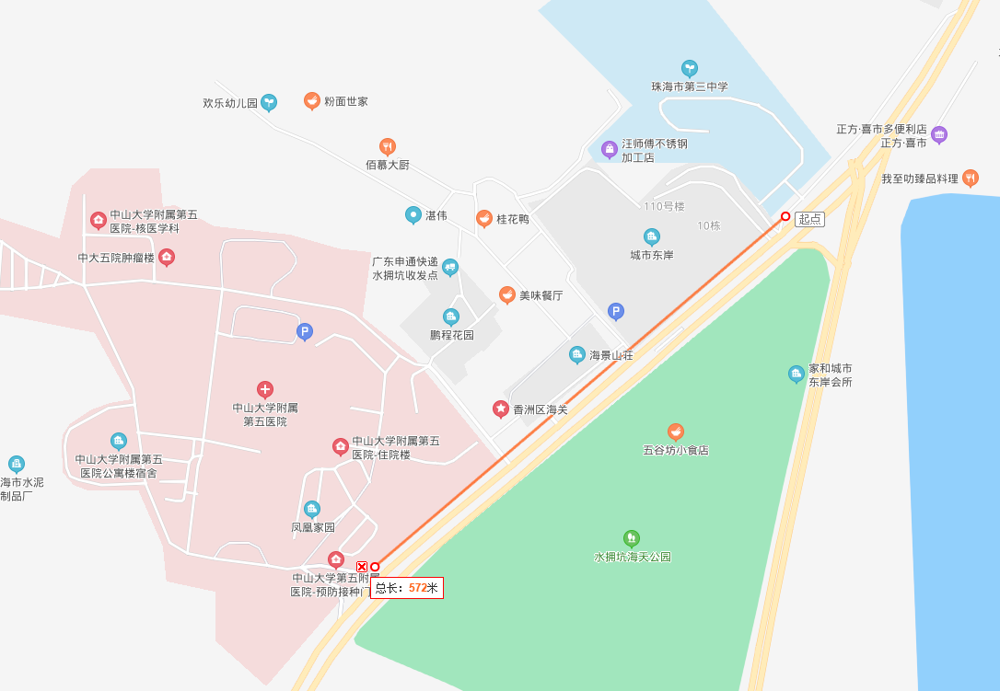 珠海市第三中学
欢乐幼儿园
粉面世家
正方·喜市多便利店
正方·喜市
汪师傅不锈钢
加工店
佰慕大厨
我至叻臻品料理
110号楼
中山大学附属第五
医院-核医学科
湛伟
桂花鸭
10栋
起点
中大五院肿瘤楼
城市东岸
广东申通快递
水拥坑收发点
美味餐厅
P
P
鹏程花园
海景山荘
家和城市
东岸会所
中山大学附属
第五医院
香洲区海关
中山大学附属第五
医院-住院楼
五谷坊小食店
中山大学附属第五
医院公寓楼宿舍
海市水泥
制品厂
凤凰家园
水拥坑海天公园
中山大学第五附属
医院-预防接种门
总长：572米